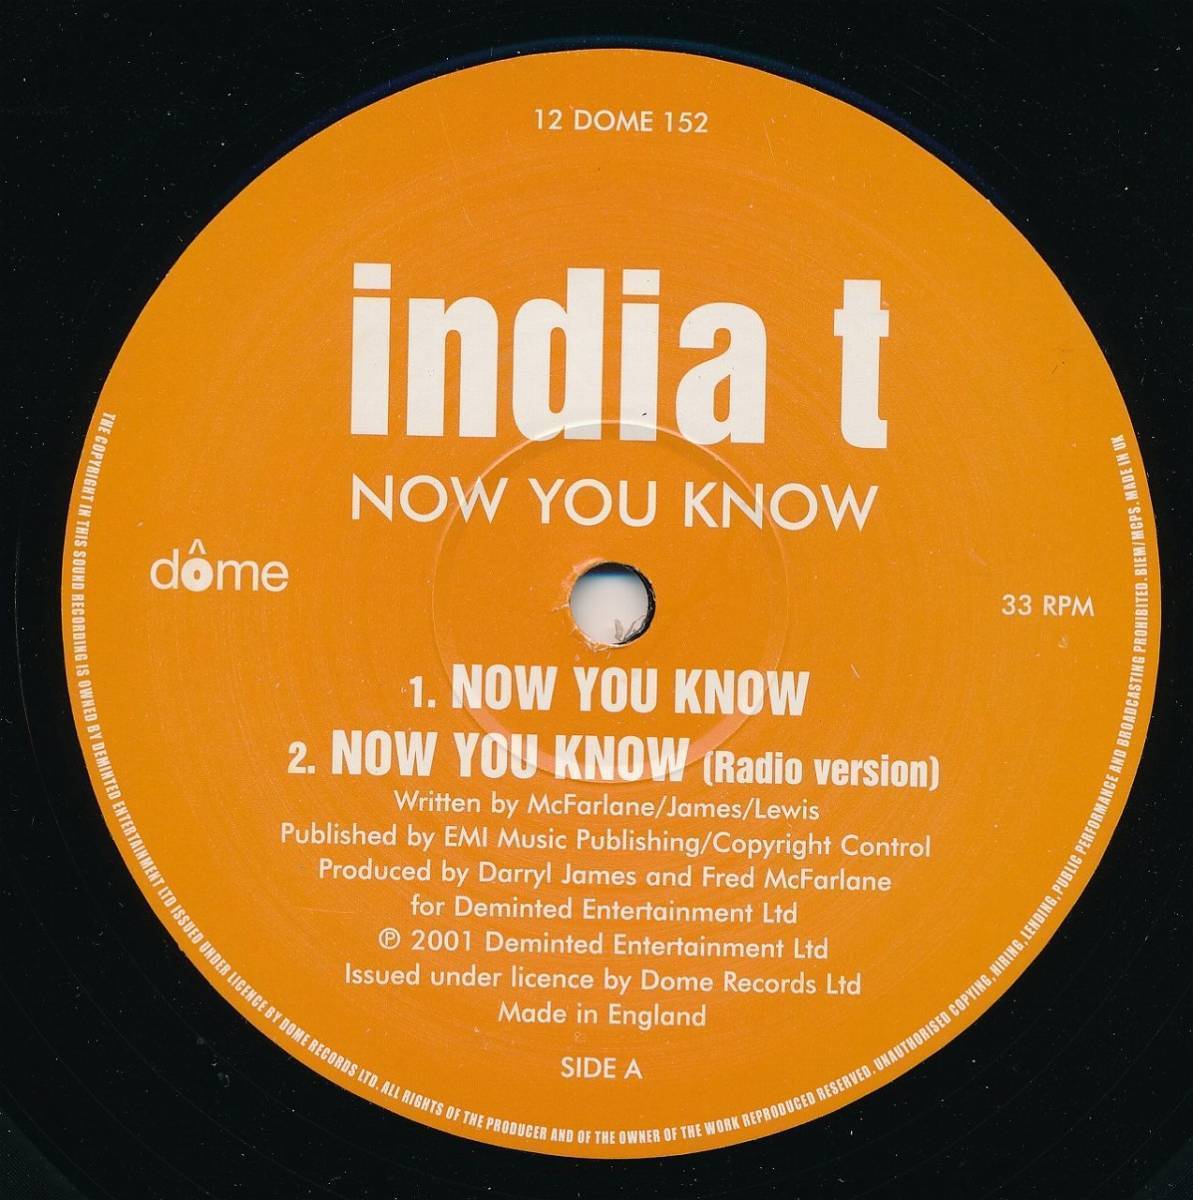 12 DOME 152
india t
NOW YOU KNOW
dôme
33 RPM
1. NOW YOU KNOW
2. NOW YOU KNOW (Radio version)
Written by McFarlane/James/Lewis
Published by EMI Music Publishing/Copyright Control
Produced by Darryl James and Fred McFarlane
for Deminted Entertainment Ltd
℗ 2001 Deminted Entertainment Ltd
Issued under licence by Dome Records Ltd
Made in England
SIDE A
THE COPYRIGHT IN THIS SOUND RECORDING IS OWNED BY DEMINTED ENTERTAINMENT LTD ISSUED UNDER LICENCE BY DOME RECORDS LTD. ALL RIGHTS OF THE PRODUCER AND OF THE OWNER OF THE WORK REPRODUCED RESERVED. UNAUTHORISED COPYING, HIRING, LENDING, PUBLIC PERFORMANCE AND BROADCASTING PROHIBITED. BIEM/MCPS. MADE IN UK